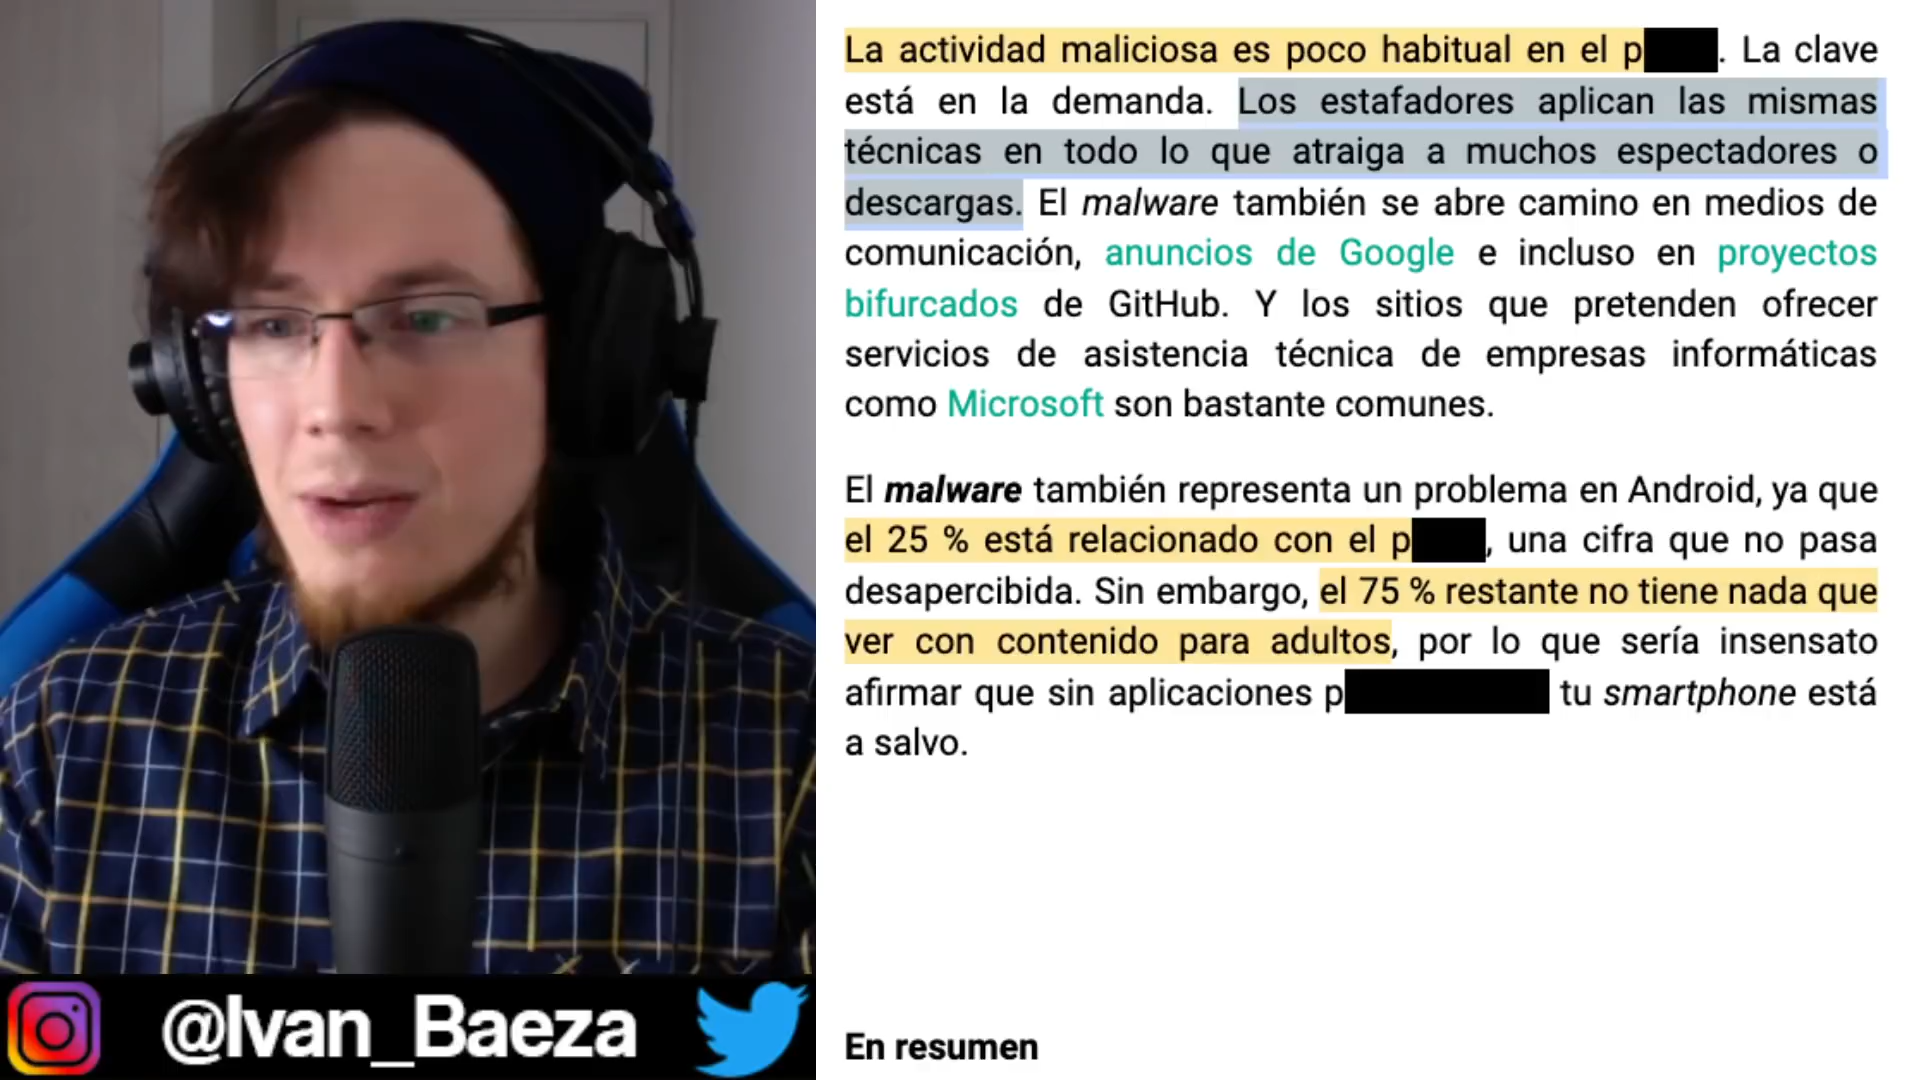 La actividad maliciosa es poco habitual en el p. La clave
está en la demanda. Los estafadores aplican las mismas
técnicas en todo lo que atraiga a muchos espectadores o
descargas. El malware también se abre camino en medios de
comunicación, anuncios de Google e incluso en proyectos
bifurcados de GitHub. Y los sitios que pretenden ofrecer
servicios de asistencia técnica de empresas informáticas
como Microsoft son bastante comunes.
El malware también representa un problema en Android, ya que
el 25 % está relacionado con el p, una cifra que no pasa
desapercibida. Sin embargo, el 75 % restante no tiene nada que
ver con contenido para adultos, por lo que sería insensato
afirmar que sin aplicaciones p tu smartphone está
a salvo.
En resumen
@Ivan_Baeza